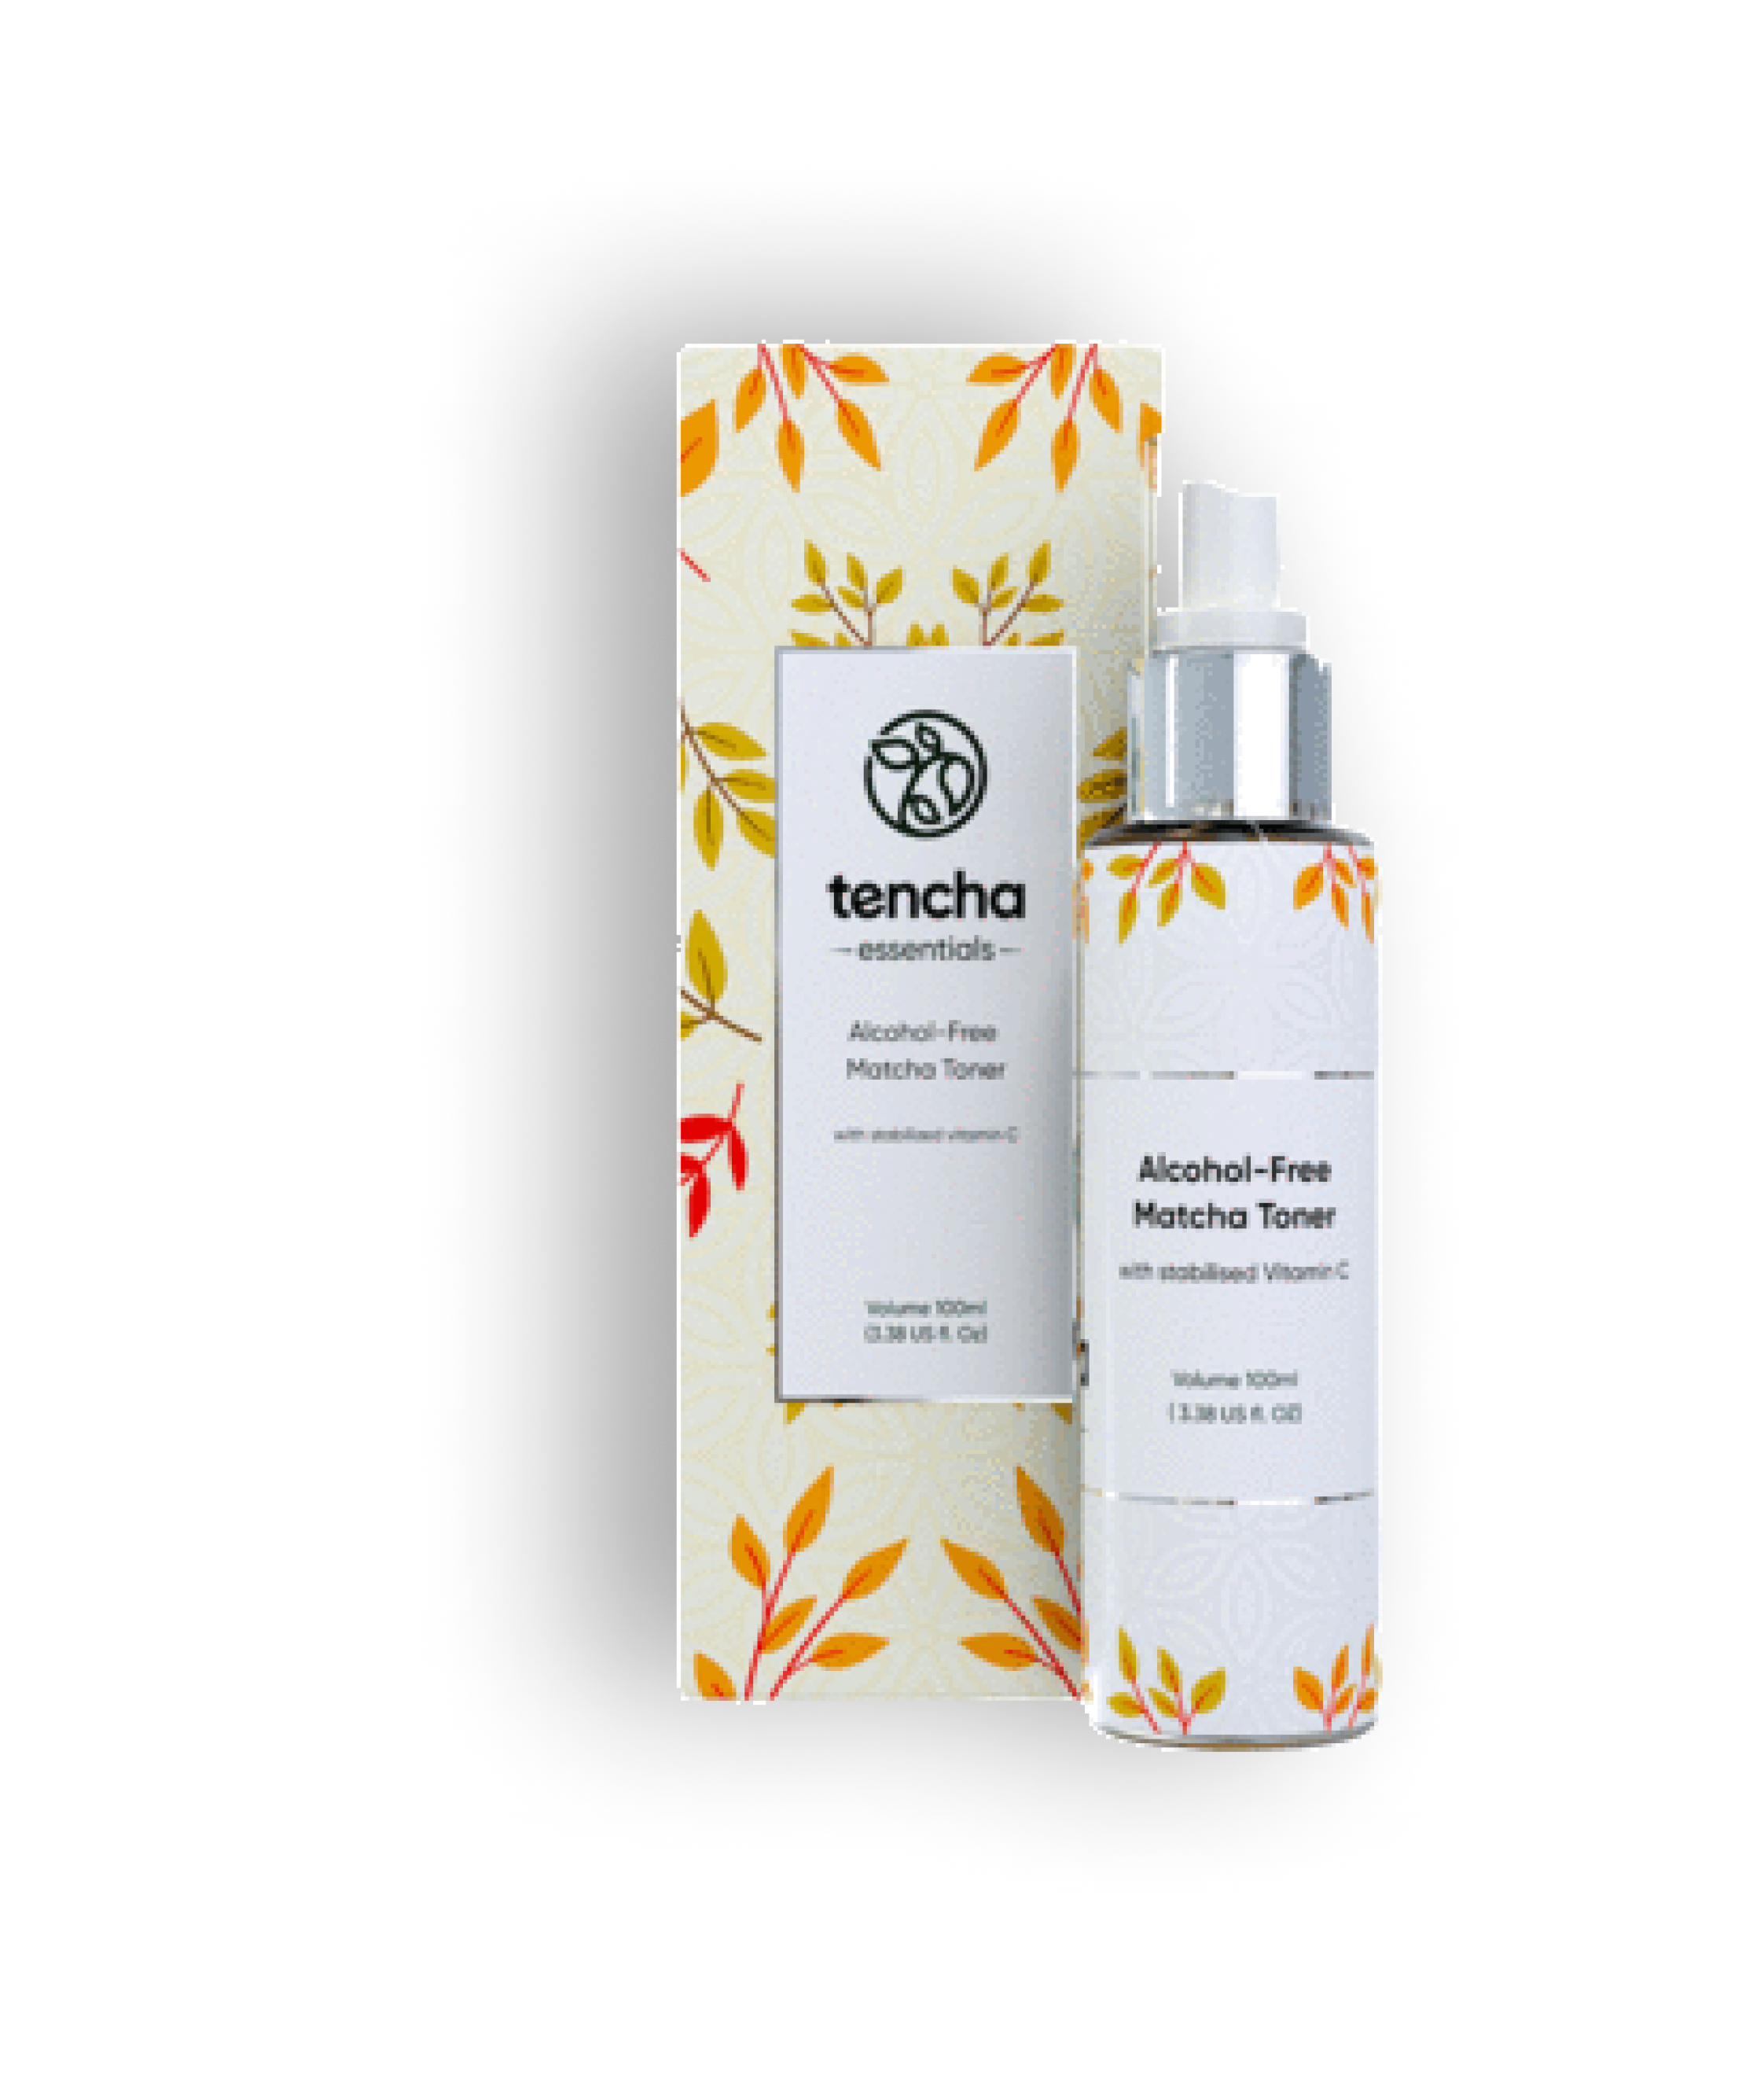 tencha
essentials
Alcohol-Free
Matcha Toner
with stabilised vitamin C
Volume 100ml
(3.38 US fl. Oz)
Alcohol-Free
Matcha Toner
with stabilised Vitamin C
Volume 100ml
(3.38 US fl. Oz)